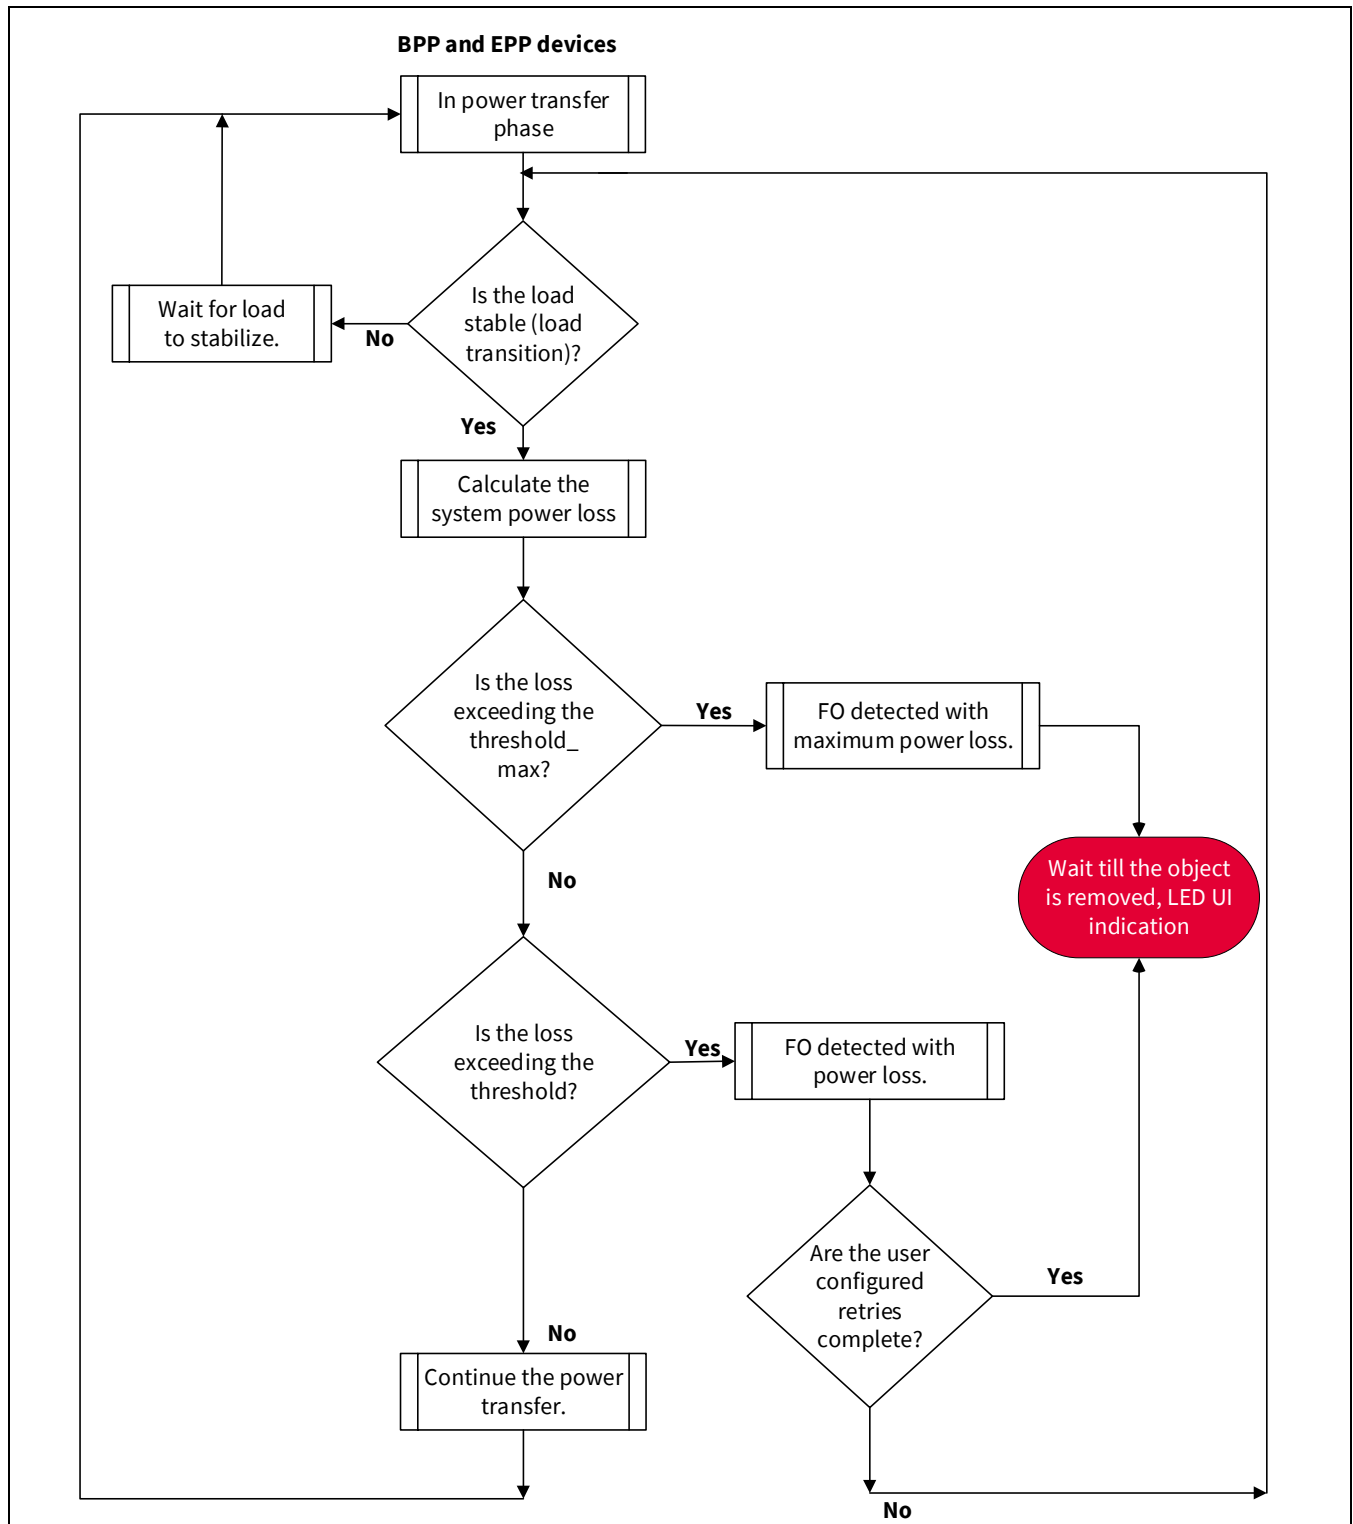 BPP and EPP devices
In power transfer
phase
Is the load
stable (load
transition)?
Wait for load
to stabilize.
No
Yes
Calculate the
system power loss
Is the loss
exceeding the
threshold_
max?
Yes
FO detected with
maximum power loss.
No
Wait till the object
is removed, LED UI
indication
Is the loss
exceeding the
threshold?
Yes
FO detected with
power loss.
Are the user
configured
retries
complete?
Yes
No
Continue the power
transfer.
No